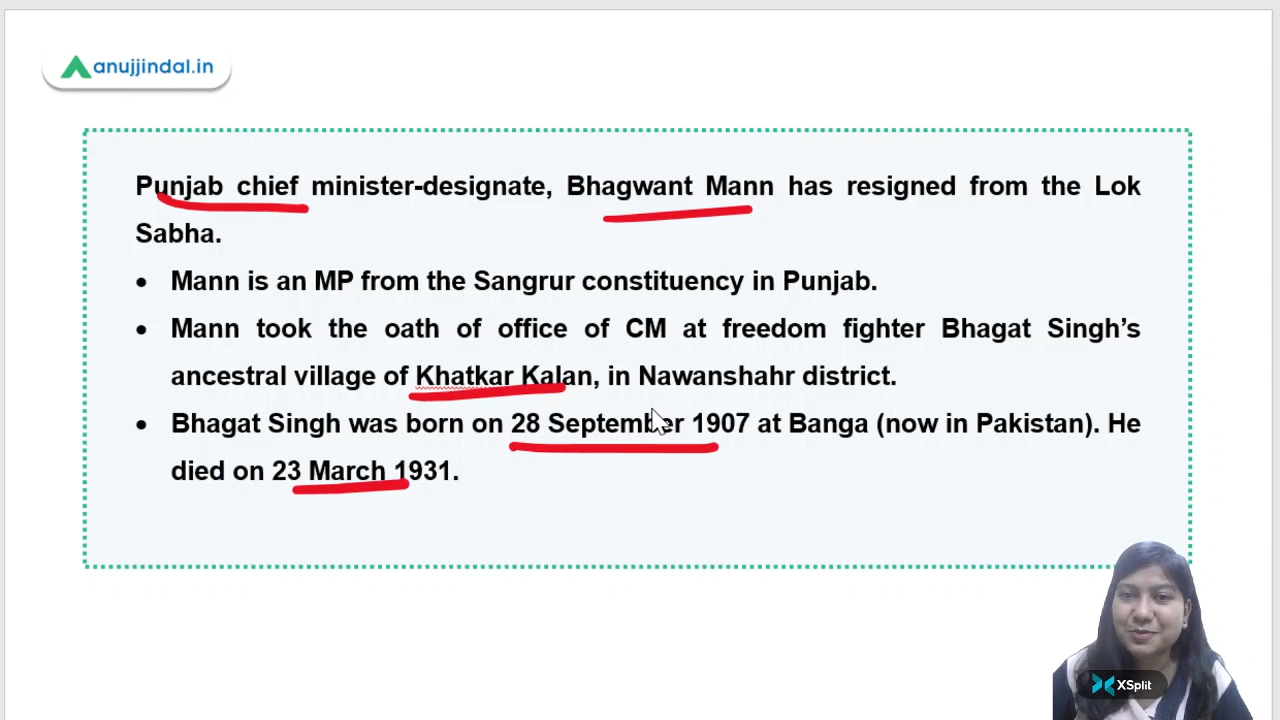 anujjindal.in
Punjab chief minister-designate, Bhagwant Mann has resigned from the Lok
Sabha.
• Mann is an MP from the Sangrur constituency in Punjab.
• Mann took the oath of office of CM at freedom fighter Bhagat Singh’s
ancestral village of Khatkar Kalan, in Nawanshahr district.
• Bhagat Singh was born on 28 September 1907 at Banga (now in Pakistan). He
died on 23 March 1931.
XSplit